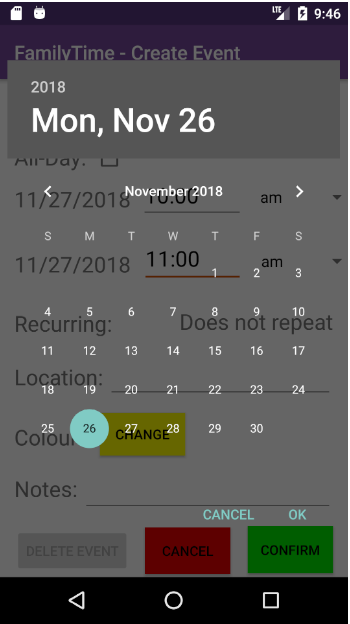 LTE 9:46
FamilyTime - Create Event
2018
Mon, Nov 26
All-Day:
11/27/2018 10:00 am
November 2018
S M T W T F S
11/27/2018 11:00 am
1 2 3
4 5 6 7 8 9 10
Recurring: Does not repeat
11 12 13 14 15 16 17
Location:
18 19 20 21 22 23 24
25 26 27 28 29 30
Colour: CHANGE
Notes:
CANCEL OK
DELETE EVENT CANCEL CONFIRM